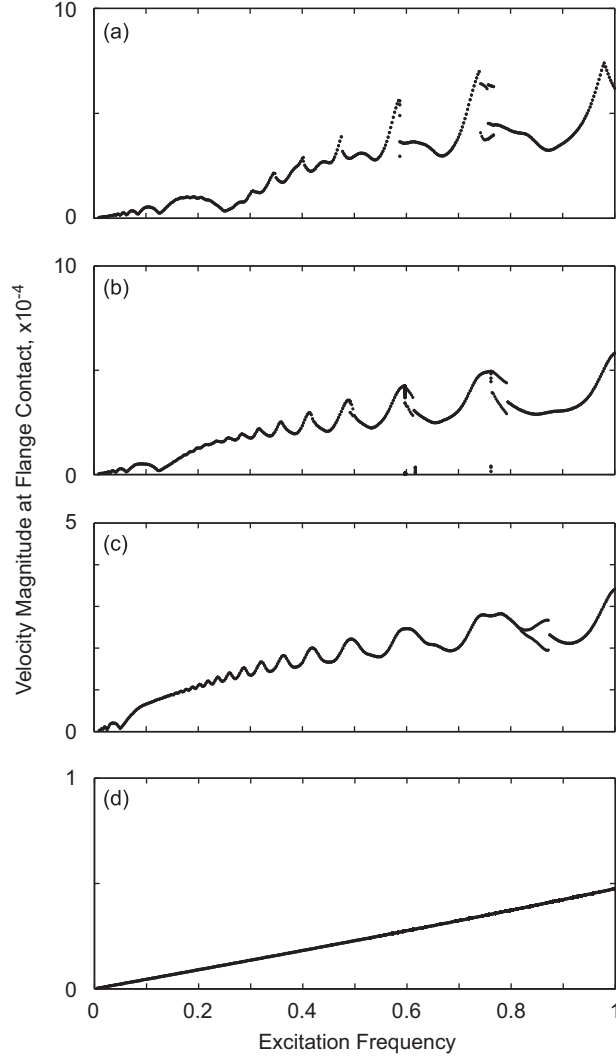 10
(a)
0
10
(b)
0
5
(c)
0
1
(d)
0
0 0.2 0.4 0.6 0.8 1
Excitation Frequency
Velocity Magnitude at Flange Contact, x10-4